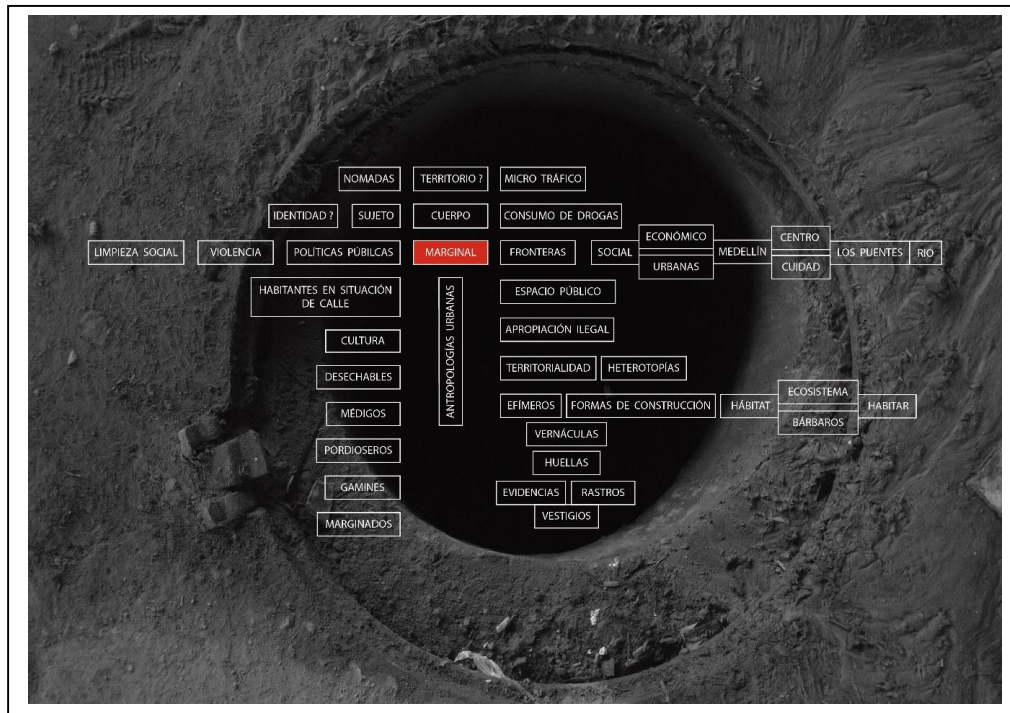 NOMADAS TERRITORIO ? MICRO TRÁFICO
IDENTIDAD ? SUJETO CUERPO CONSUMO DE DROGAS
ECONÓMICO CENTRO
LIMPIEZA SOCIAL VIOLENCIA POLÍTICAS PÚBILCAS MARGINAL FRONTERAS SOCIAL MEDELLÍN LOS PUENTES RIO
URBANAS CUIDAD
HABITANTES EN SITUACIÓN
DE CALLE
ESPACIO PÚBLICO
ANTROPOLOGÍAS URBANAS
CULTURA
APROPIACIÓN ILEGAL
DESECHABLES
TERRITORIALIDAD HETEROTOPÍAS
ECOSISTEMA
MÉDIGOS EFÍMEROS FORMAS DE CONSTRUCCIÓN HÁBITAT HABITAR
BÁRBAROS
VERNÁCULAS
PORDIOSEROS
HUELLAS
GAMINES
EVIDENCIAS RASTROS
VESTIGIOS
MARGINADOS